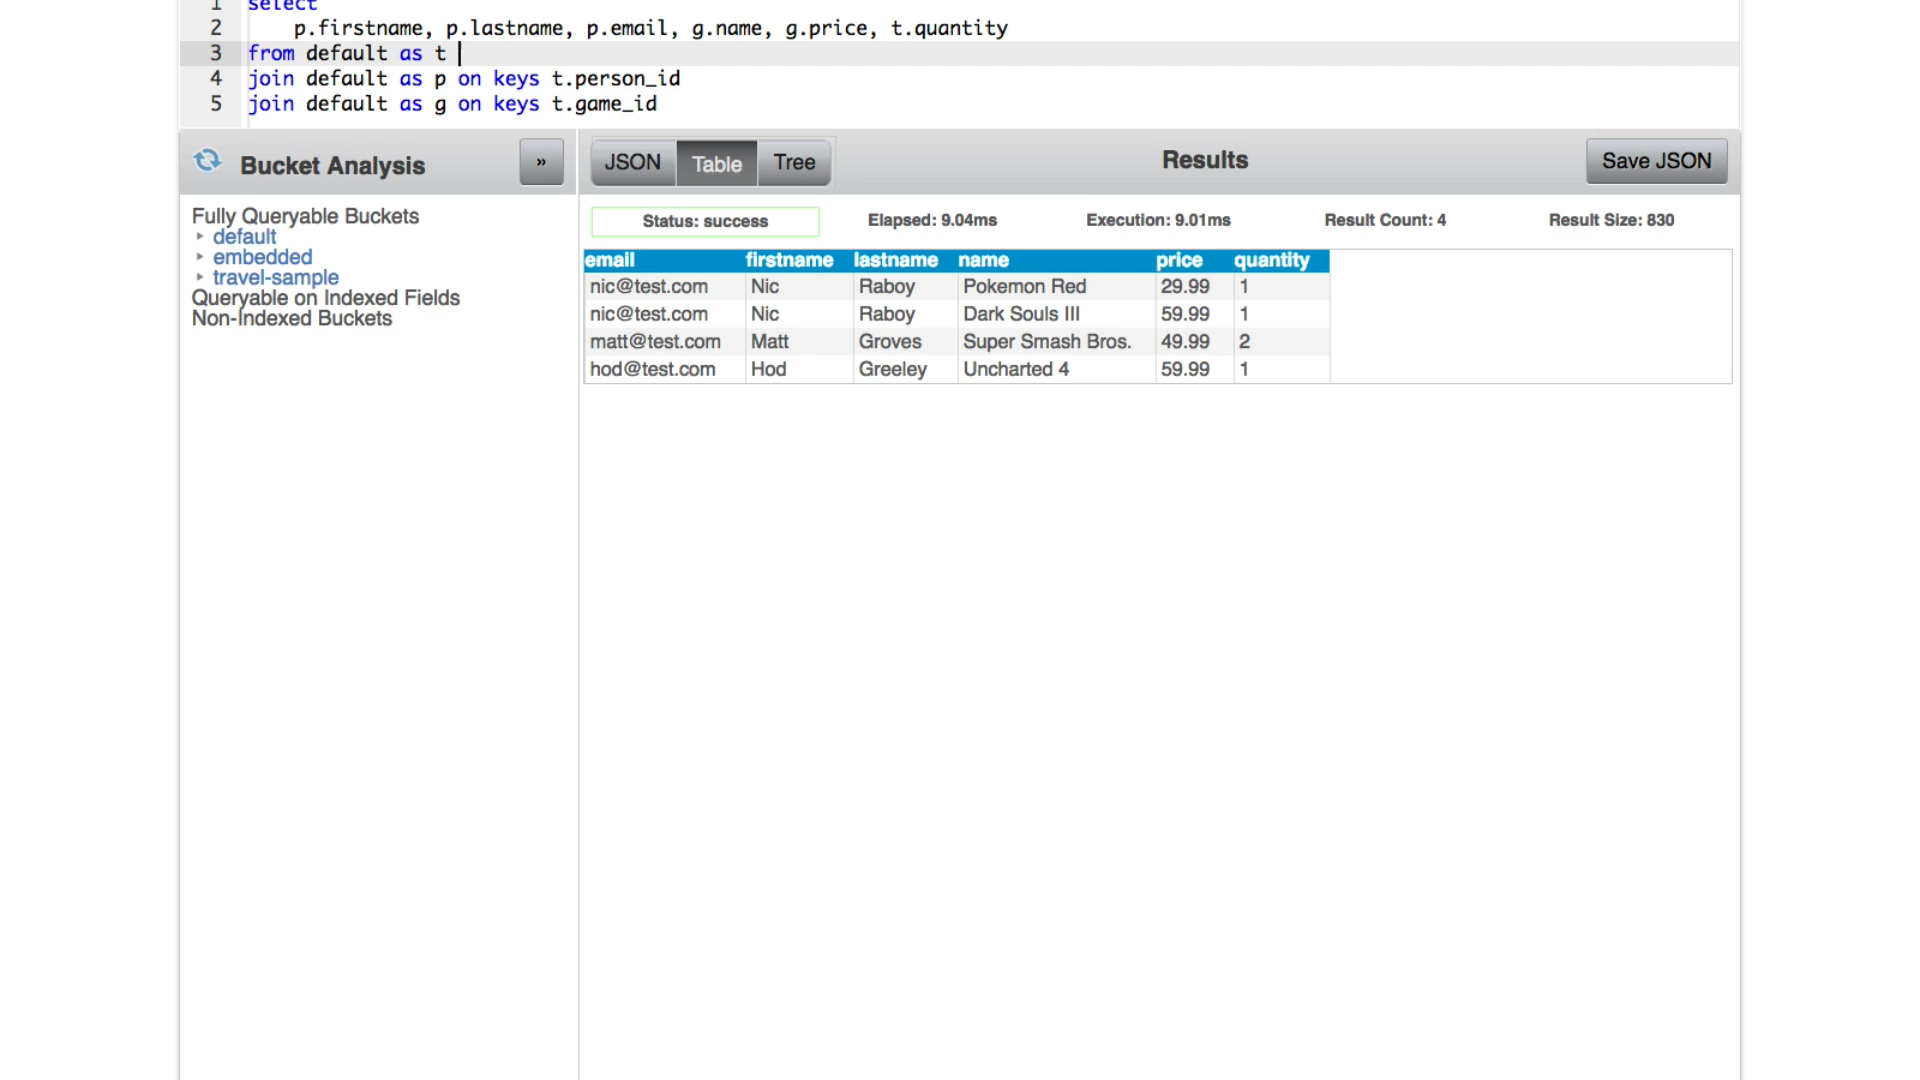 1 select
2 p.firstname, p.lastname, p.email, g.name, g.price, t.quantity
3 from default as t
4 join default as p on keys t.person_id
5 join default as g on keys t.game_id
Bucket Analysis »
JSON Table Tree Results Save JSON
Fully Queryable Buckets
default
embedded
travel-sample
Queryable on Indexed Fields
Non-Indexed Buckets
Status: success Elapsed: 9.04ms Execution: 9.01ms Result Count: 4 Result Size: 830
email firstname lastname name price quantity
nic@test.com Nic Raboy Pokemon Red 29.99 1
nic@test.com Nic Raboy Dark Souls III 59.99 1
matt@test.com Matt Groves Super Smash Bros. 49.99 2
hod@test.com Hod Greeley Uncharted 4 59.99 1